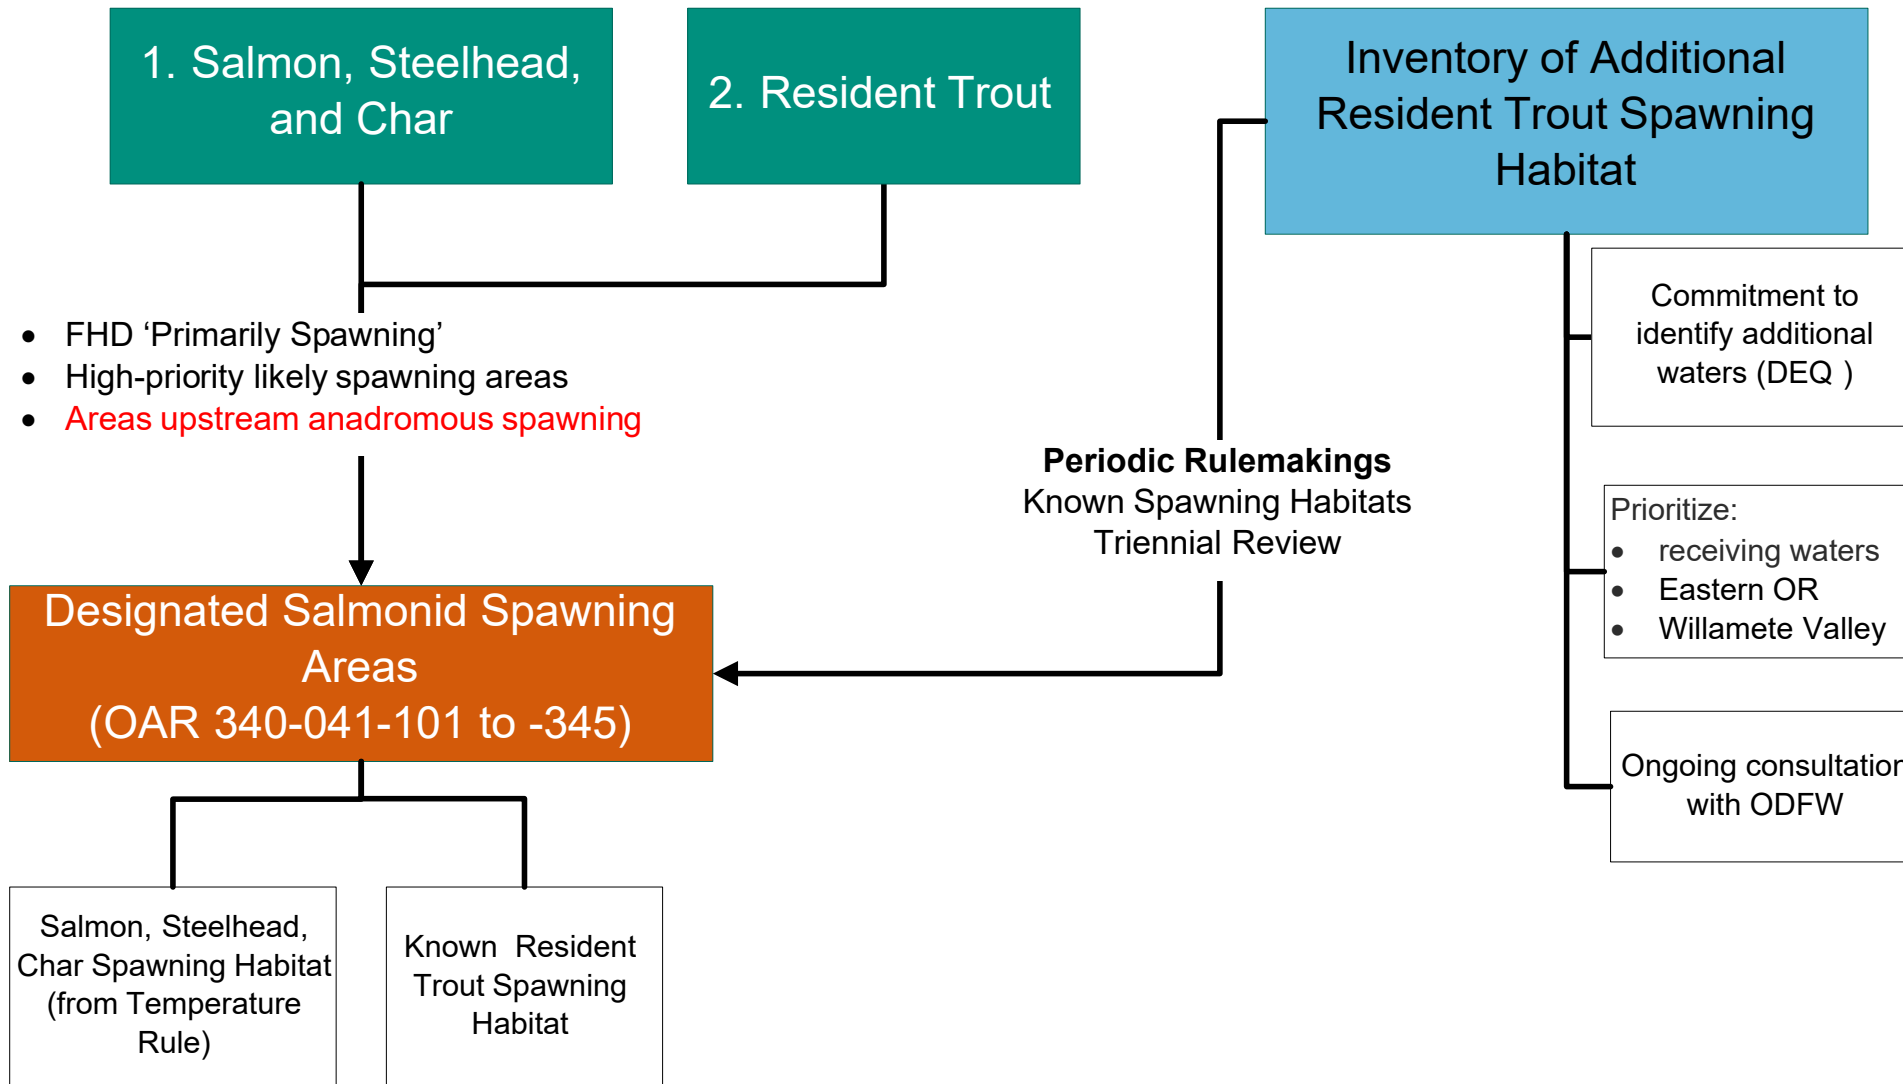 1. Salmon, Steelhead,
and Char
2. Resident Trout
Inventory of Additional
Resident Trout Spawning
Habitat
• FHD ‘Primarily Spawning’
• High-priority likely spawning areas
• Areas upstream anadromous spawning
Periodic Rulemakings
Known Spawning Habitats
Triennial Review
Commitment to
identify additional
waters (DEQ )
Prioritize:
• receiving waters
• Eastern OR
• Willamete Valley
Ongoing consultation
with ODFW
Designated Salmonid Spawning
Areas
(OAR 340-041-101 to -345)
Salmon, Steelhead,
Char Spawning Habitat
(from Temperature
Rule)
Known Resident
Trout Spawning
Habitat